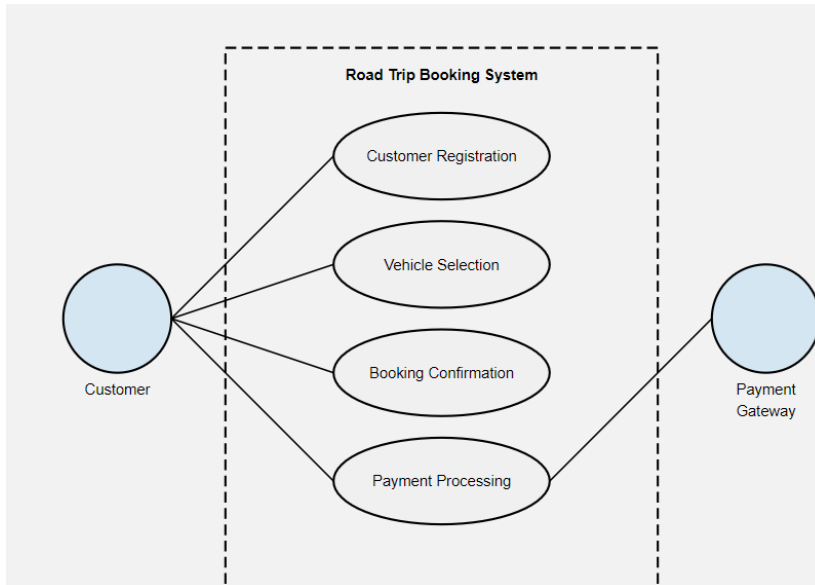 Road Trip Booking System
Customer Registration
Vehicle Selection
Booking Confirmation
Payment Processing
Customer
Payment
Gateway